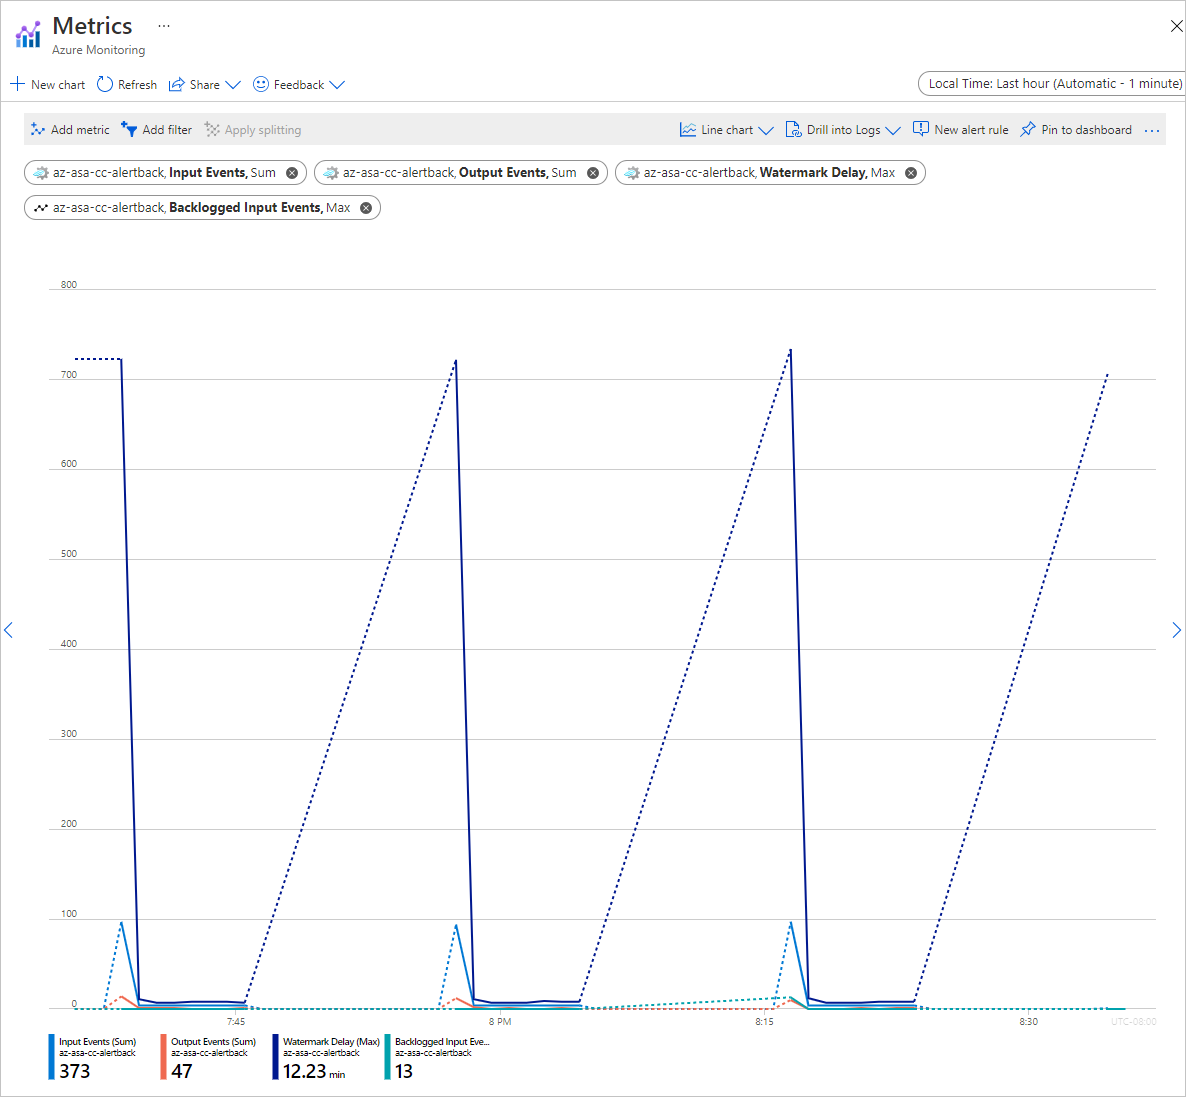 Metrics ...
Azure Monitoring
New chart Refresh Share Feedback Local Time: Last hour (Automatic - 1 minute)
Add metric Add filter Apply splitting Line chart Drill into Logs New alert rule Pin to dashboard ...
az-asa-cc-alertback, Input Events, Sum az-asa-cc-alertback, Output Events, Sum az-asa-cc-alertback, Watermark Delay, Max
az-asa-cc-alertback, Backlogged Input Events, Max
800
700
600
500
400
300
200
100
0
7:45 8 PM 8:15 8:30 UTC-08:00
Input Events (Sum) Output Events (Sum) Watermark Delay (Max) Backlogged Input Eve...
az-asa-cc-alertback az-asa-cc-alertback az-asa-cc-alertback az-asa-cc-alertback
373 47 12.23 min 13